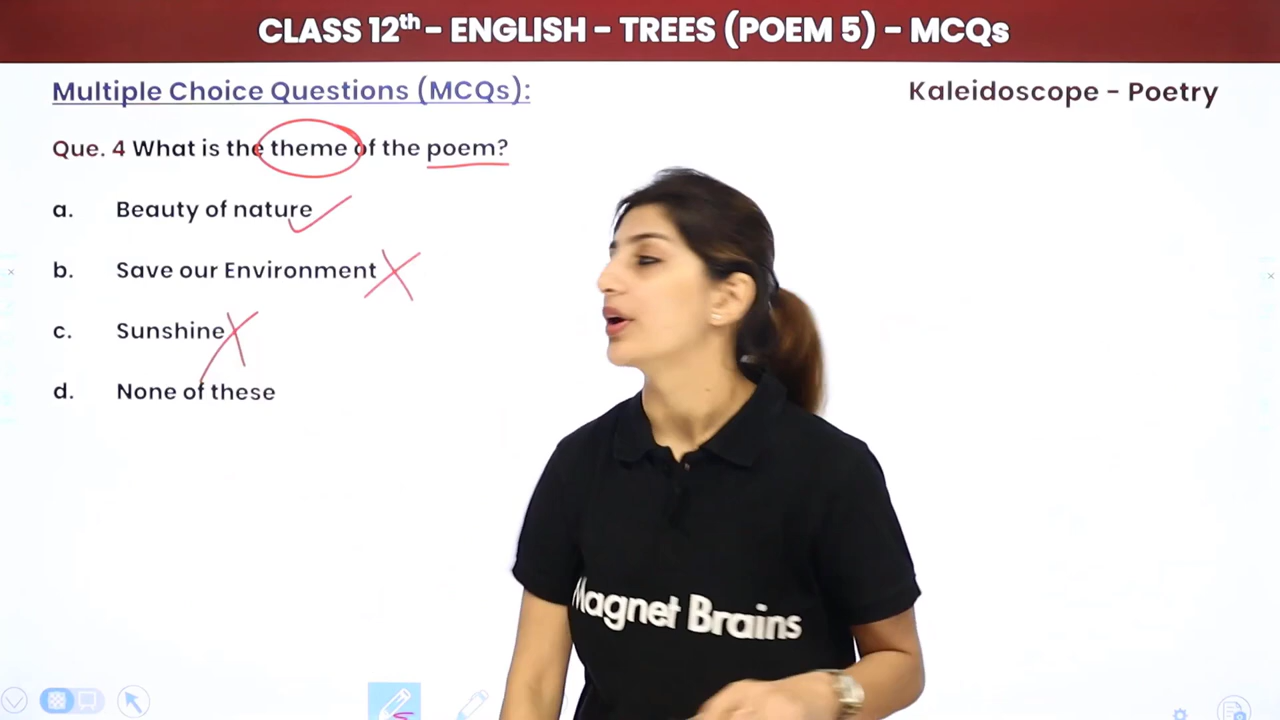 CLASS 12th - ENGLISH - TREES (POEM 5) - MCQs
Multiple Choice Questions (MCQs):
Kaleidoscope - Poetry
Que. 4 What is the theme of the poem?
a. Beauty of nature
b. Save our Environment
c. Sunshine
d. None of these
Magnet Brains